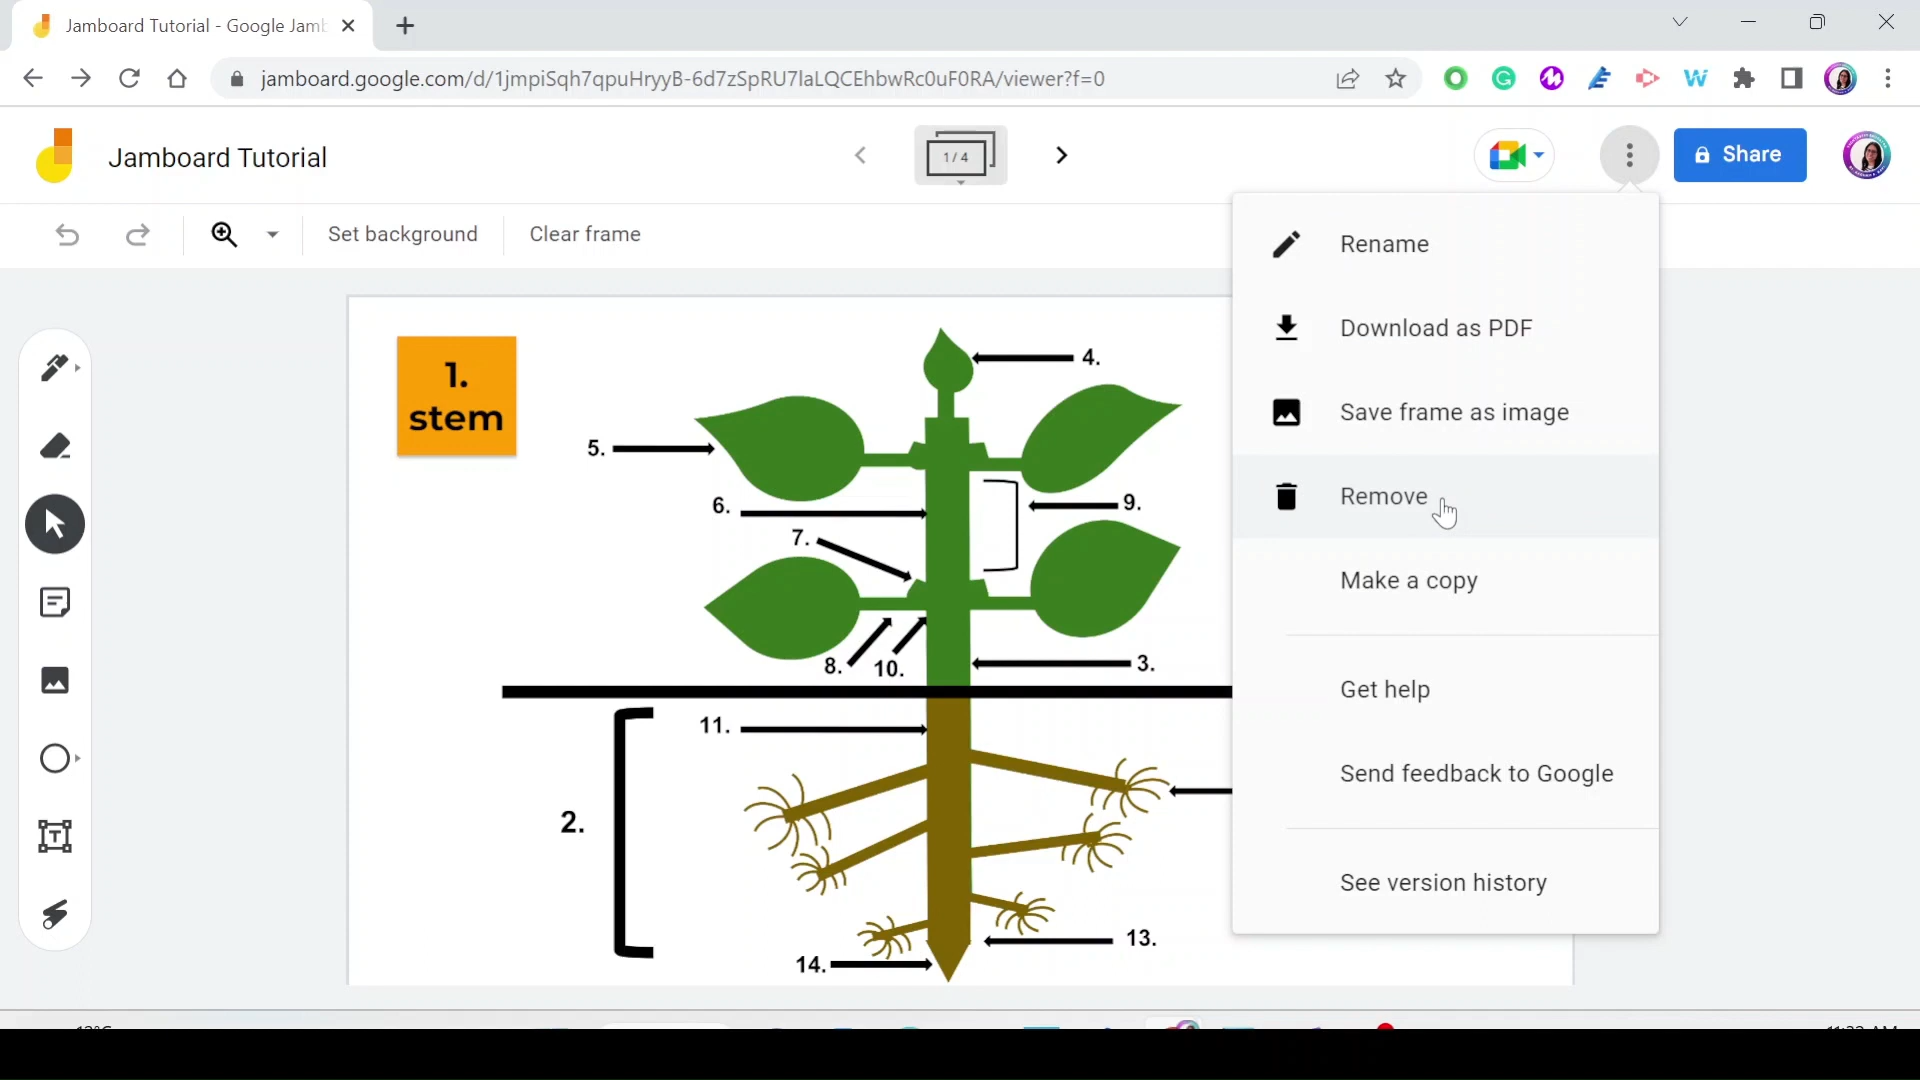 Jamboard Tutorial - Google Jamb
jamboard.google.com/d/1jmpiSqh7qpuHryyB-6d7zSpRU7laLQCEhbwRc0uF0RA/viewer?f=0
Jamboard Tutorial
1 / 4
Share
Set background
Clear frame
Rename
Download as PDF
Save frame as image
Remove
Make a copy
Get help
Send feedback to Google
See version history
1.
stem
4.
5.
6.
9.
7.
8.
10.
3.
11.
2.
13.
14.